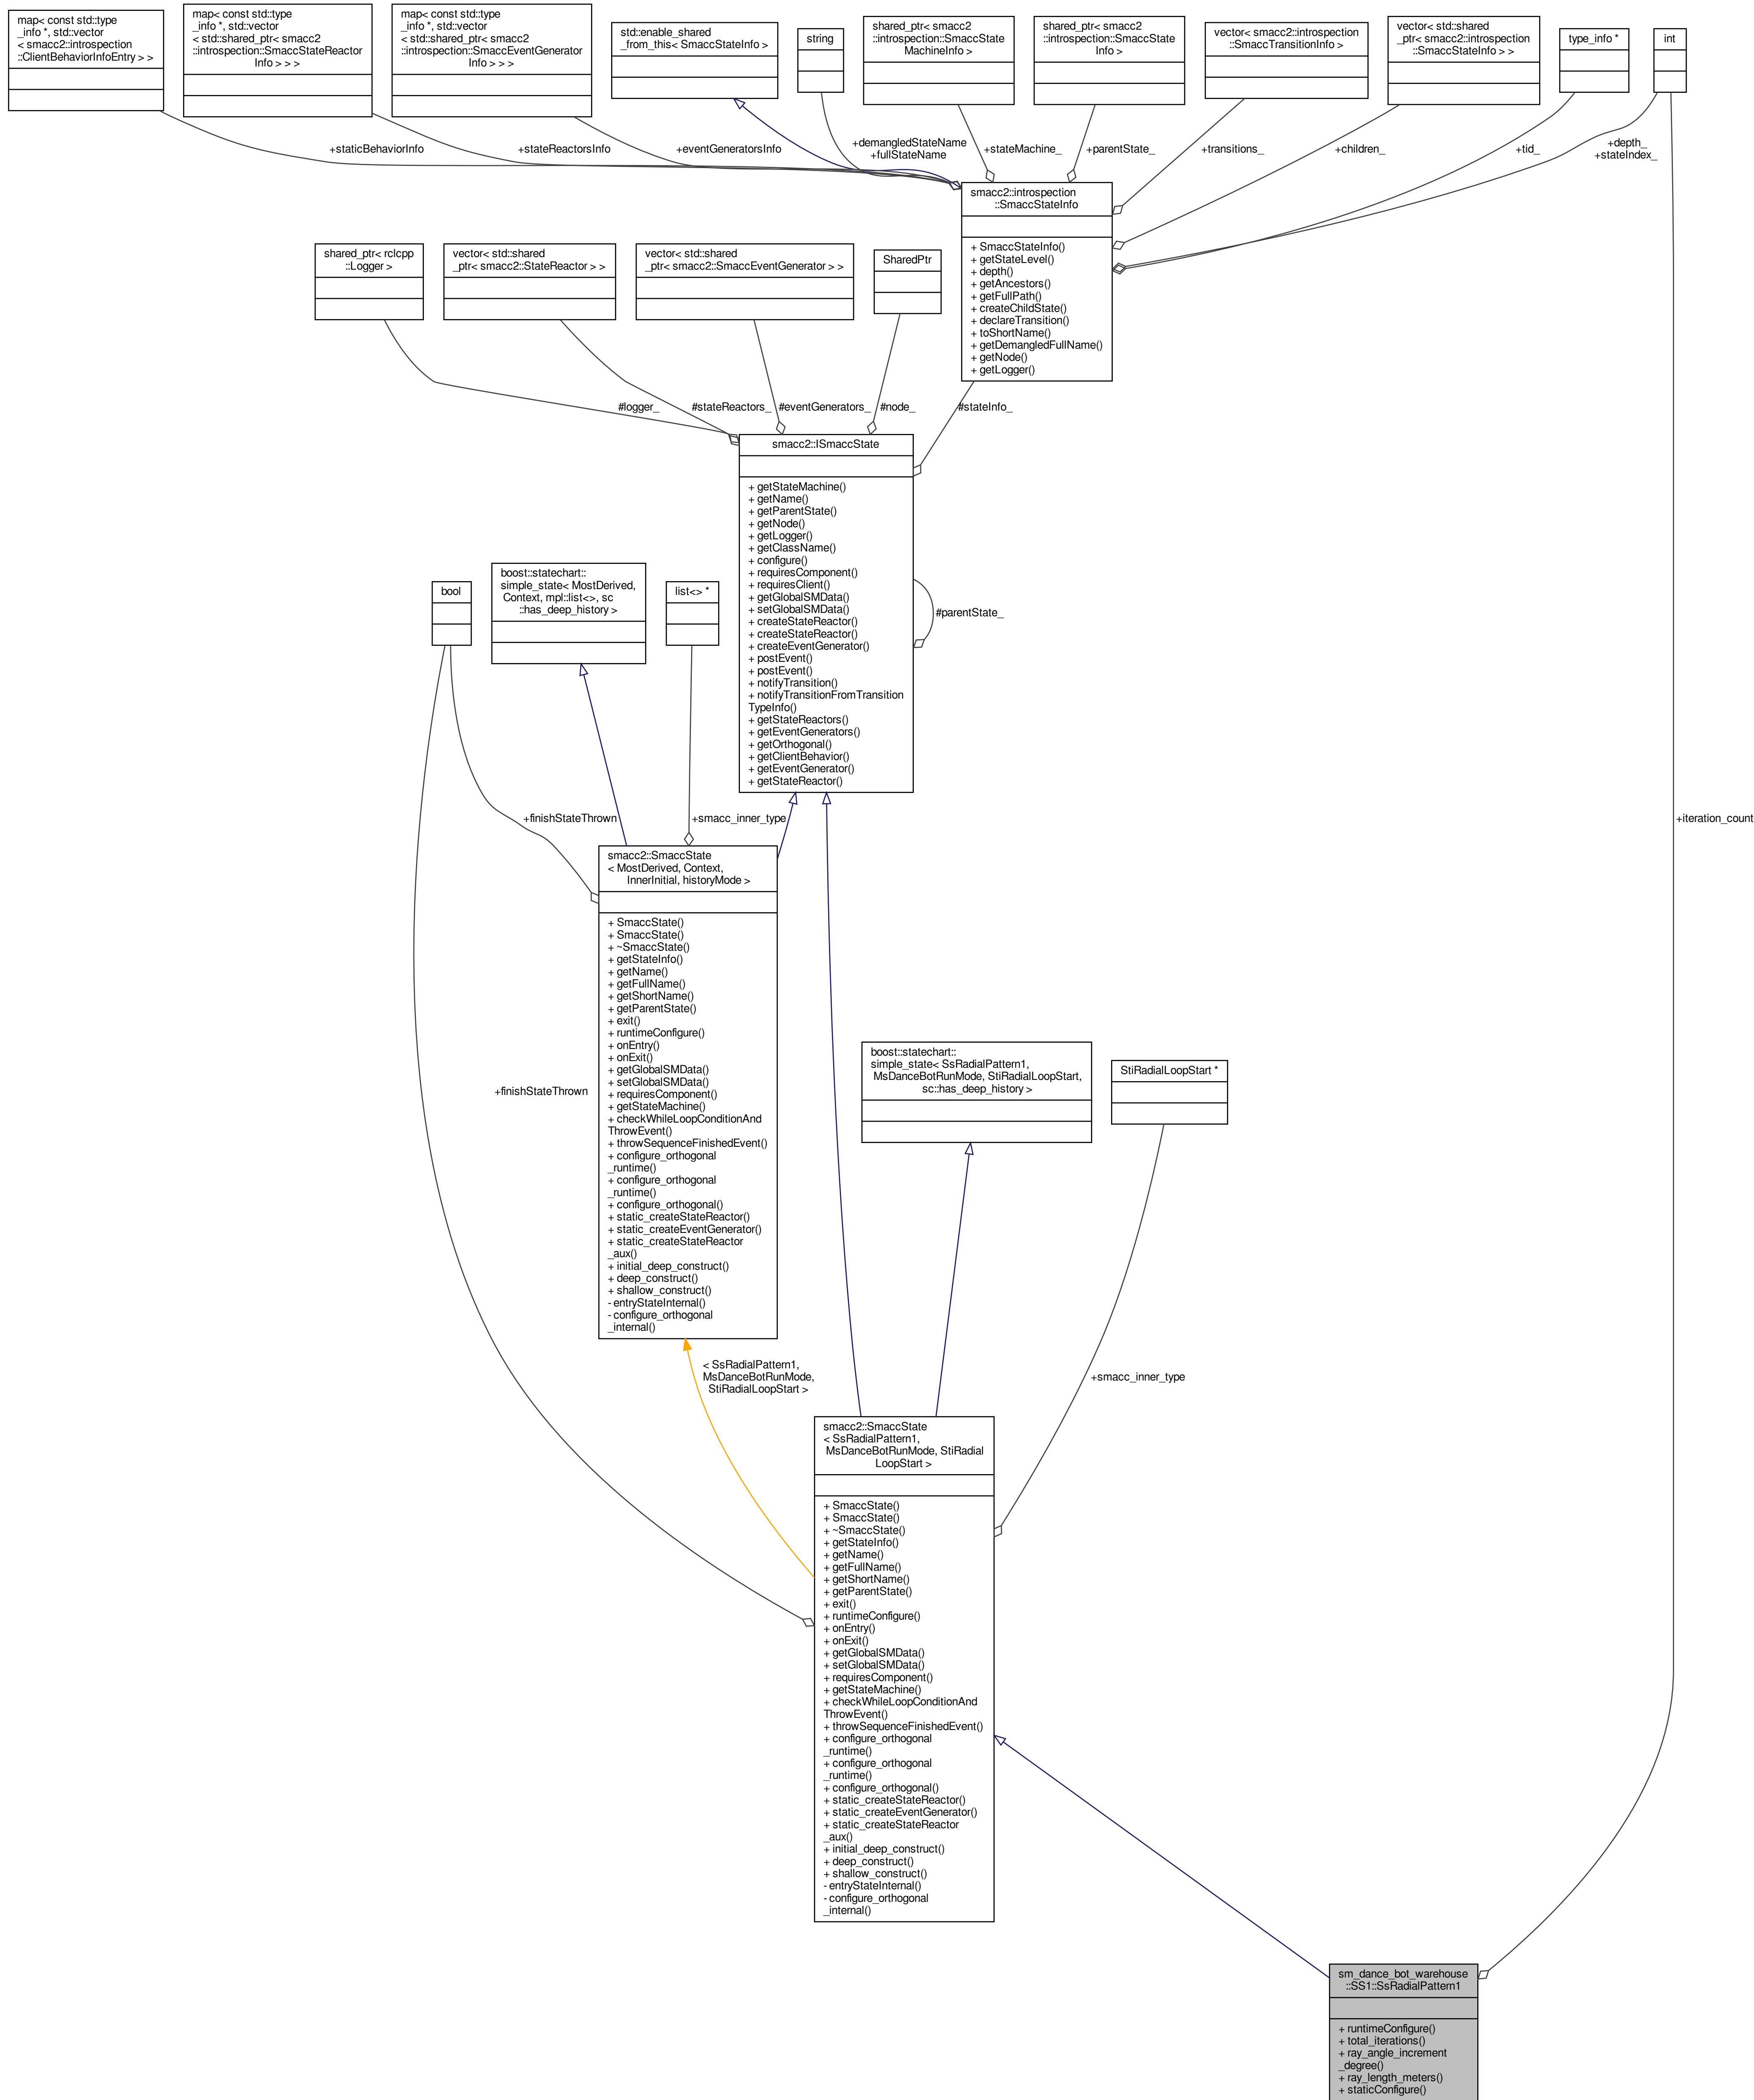 map< const std::type
_info *, std::vector
< smacc2::introspection
::ClientBehaviorInfoEntry > >
map< const std::type
_info *, std::vector
< std::shared_ptr< smacc2
::introspection::SmaccStateReactor
Info > > >
map< const std::type
_info *, std::vector
< std::shared_ptr< smacc2
::introspection::SmaccEventGenerator
Info > > >
std::enable_shared
_from_this< SmaccStateInfo >
string
shared_ptr< smacc2
::introspection::SmaccState
MachineInfo >
shared_ptr< smacc2
::introspection::SmaccState
Info >
vector< smacc2::introspection
::SmaccTransitionInfo >
vector< std::shared
_ptr< smacc2::introspection
::SmaccStateInfo > >
type_info *
int
+staticBehaviorInfo
+stateReactorsInfo
+eventGeneratorsInfo
+demangledStateName
+fullStateName
+stateMachine_
+parentState_
+transitions_
+children_
+tid_
+depth_
+stateIndex_
smacc2::introspection
::SmaccStateInfo
+ SmaccStateInfo()
+ getStateLevel()
+ depth()
+ getAncestors()
+ getFullPath()
+ createChildState()
+ declareTransition()
+ toShortName()
+ getDemangledFullName()
+ getNode()
+ getLogger()
shared_ptr< rclcpp
::Logger >
vector< std::shared
_ptr< smacc2::StateReactor > >
vector< std::shared
_ptr< smacc2::SmaccEventGenerator > >
SharedPtr
#logger_
#stateReactors_
#eventGenerators_
#node_
#stateInfo_
smacc2::ISmaccState
+ getStateMachine()
+ getName()
+ getParentState()
+ getNode()
+ getLogger()
+ getClassName()
+ configure()
+ requiresComponent()
+ requiresClient()
+ getGlobalSMData()
+ setGlobalSMData()
+ createStateReactor()
+ createStateReactor()
+ createEventGenerator()
+ postEvent()
+ postEvent()
+ notifyTransition()
+ notifyTransitionFromTransition
TypeInfo()
+ getStateReactors()
+ getEventGenerators()
+ getOrthogonal()
+ getClientBehavior()
+ getEventGenerator()
+ getStateReactor()
#parentState_
bool
boost::statechart::
simple_state< MostDerived,
Context, mpl::list<>, sc
::has_deep_history >
list<> *
+finishStateThrown
+smacc_inner_type
+iteration_count
smacc2::SmaccState
< MostDerived, Context,
InnerInitial, historyMode >
+ SmaccState()
+ SmaccState()
+ ~SmaccState()
+ getStateInfo()
+ getName()
+ getFullName()
+ getShortName()
+ getParentState()
+ exit()
+ runtimeConfigure()
+ onEntry()
+ onExit()
+ getGlobalSMData()
+ setGlobalSMData()
+ requiresComponent()
+ getStateMachine()
+ checkWhileLoopConditionAnd
ThrowEvent()
+ throwSequenceFinishedEvent()
+ configure_orthogonal
_runtime()
+ configure_orthogonal
_runtime()
+ configure_orthogonal()
+ static_createStateReactor()
+ static_createEventGenerator()
+ static_createStateReactor
_aux()
+ initial_deep_construct()
+ deep_construct()
+ shallow_construct()
- entryStateInternal()
- configure_orthogonal
_internal()
+finishStateThrown
boost::statechart::
simple_state< SsRadialPattern1,
MsDanceBotRunMode, StiRadialLoopStart,
sc::has_deep_history >
StiRadialLoopStart *
< SsRadialPattern1,
MsDanceBotRunMode,
StiRadialLoopStart >
+smacc_inner_type
smacc2::SmaccState
< SsRadialPattern1,
MsDanceBotRunMode, StiRadial
LoopStart >
+ SmaccState()
+ SmaccState()
+ ~SmaccState()
+ getStateInfo()
+ getName()
+ getFullName()
+ getShortName()
+ getParentState()
+ exit()
+ runtimeConfigure()
+ onEntry()
+ onExit()
+ getGlobalSMData()
+ setGlobalSMData()
+ requiresComponent()
+ getStateMachine()
+ checkWhileLoopConditionAnd
ThrowEvent()
+ throwSequenceFinishedEvent()
+ configure_orthogonal
_runtime()
+ configure_orthogonal
_runtime()
+ configure_orthogonal()
+ static_createStateReactor()
+ static_createEventGenerator()
+ static_createStateReactor
_aux()
+ initial_deep_construct()
+ deep_construct()
+ shallow_construct()
- entryStateInternal()
- configure_orthogonal
_internal()
sm_dance_bot_warehouse
::SS1::SsRadialPattern1
+ runtimeConfigure()
+ total_iterations()
+ ray_angle_increment
_degree()
+ ray_length_meters()
+ staticConfigure()